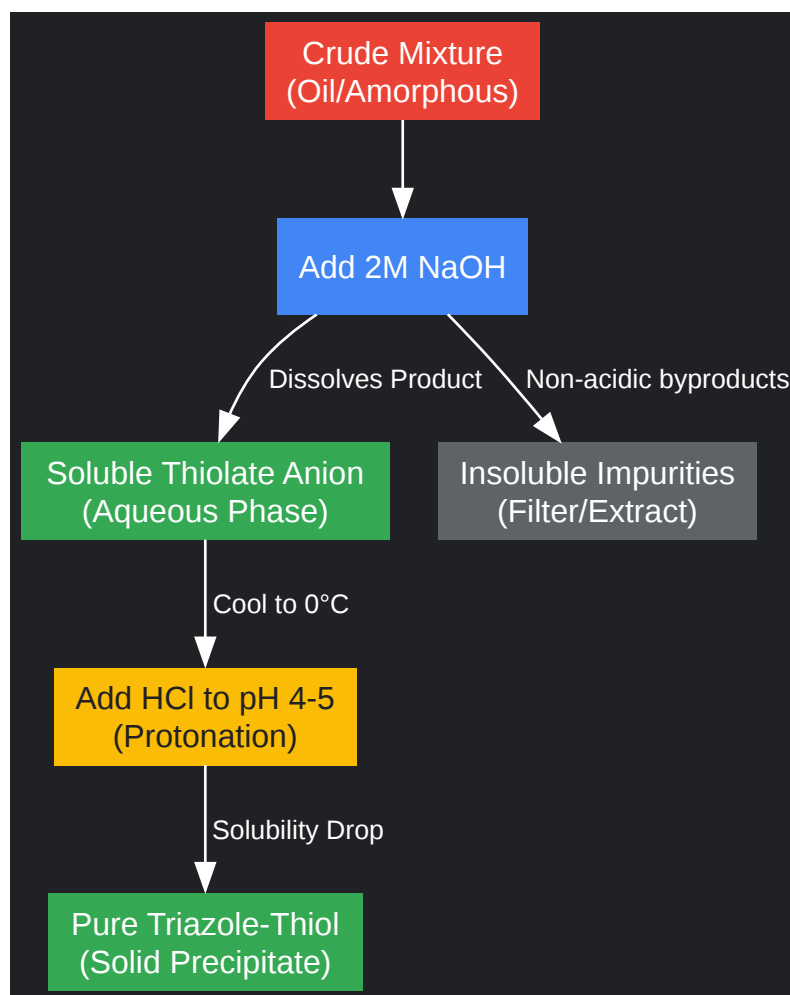 Crude Mixture
(Oil/Amorphous)
Add 2M NaOH
Dissolves Product
Non-acidic byproducts
Soluble Thiolate Anion
(Aqueous Phase)
Insoluble Impurities
(Filter/Extract)
Cool to 0°C
Add HCl to pH 4-5
(Protonation)
Solubility Drop
Pure Triazole-Thiol
(Solid Precipitate)